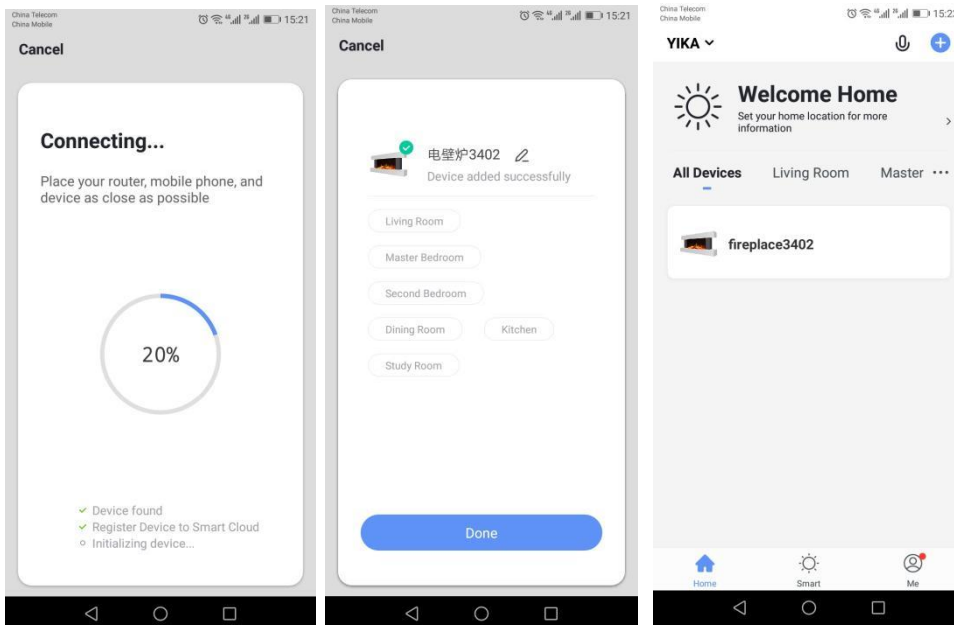 China Telecom
China Mobile
15:21
Cancel
Connecting...
Place your router, mobile phone, and
device as close as possible
20%
Device found
Register Device to Smart Cloud
Initializing device...
China Telecom
China Mobile
15:21
Cancel
电壁炉3402
Device added successfully
Living Room
Master Bedroom
Second Bedroom
Dining Room Kitchen
Study Room
Done
China Telecom
China Mobile
YIKA
Welcome Home
Set your home location for more
information
All Devices Living Room Master
fireplace3402
Home Smart Me